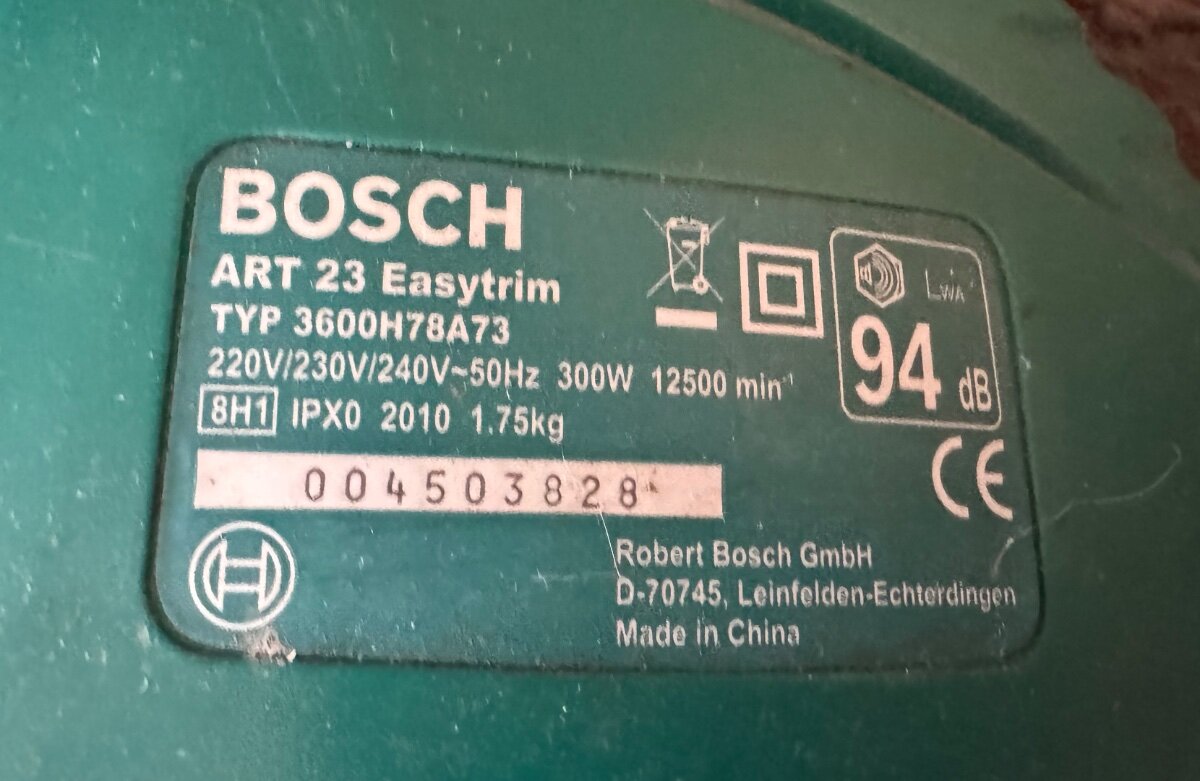 BOSCH
ART 23 Easytrim
TYP 3600H78A73
220V/230V/240V~50Hz 300W 12500 min⁻¹
8H1 IPX0 2010 1.75kg
004503828
LWA
94 dB
CE
Robert Bosch GmbH
D-70745, Leinfelden-Echterdingen
Made in China